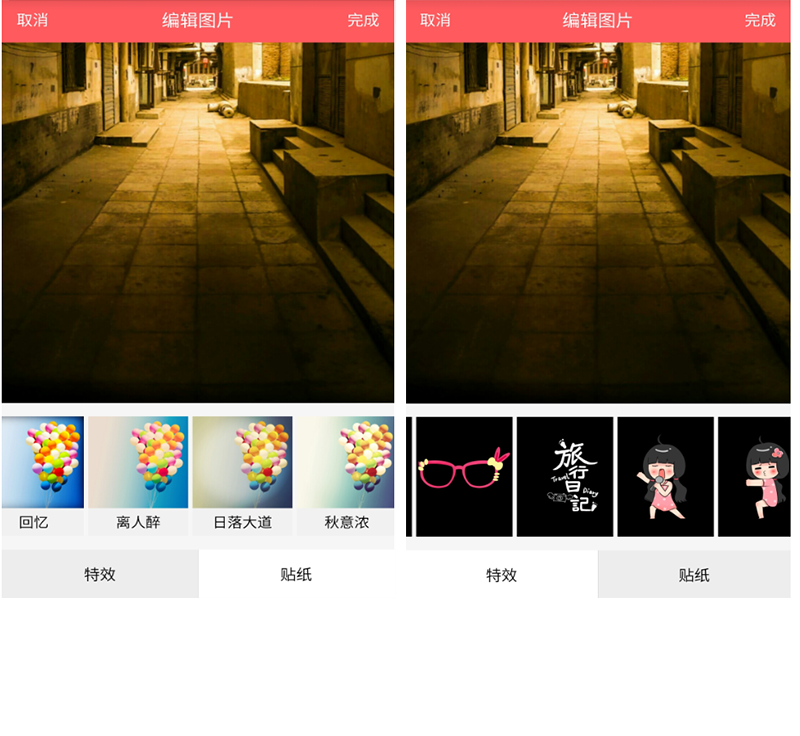 取消 编辑图片 完成
回忆 离人醉 日落大道 秋意浓
特效 贴纸
取消 编辑图片 完成
旅行日記
Travel Diary
特效 贴纸